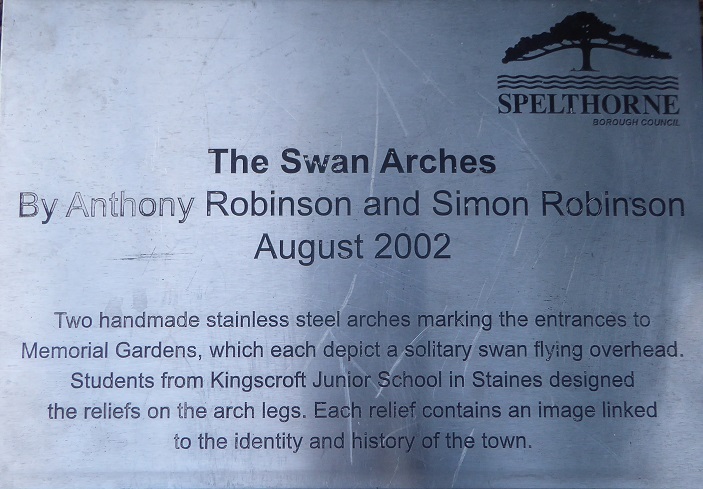 SPELTHORNE
BOROUGH COUNCIL
The Swan Arches
By Anthony Robinson and Simon Robinson
August 2002
Two handmade stainless steel arches marking the entrances to
Memorial Gardens, which each depict a solitary swan flying overhead.
Students from Kingscroft Junior School in Staines designed
the reliefs on the arch legs. Each relief contains an image linked
to the identity and history of the town.